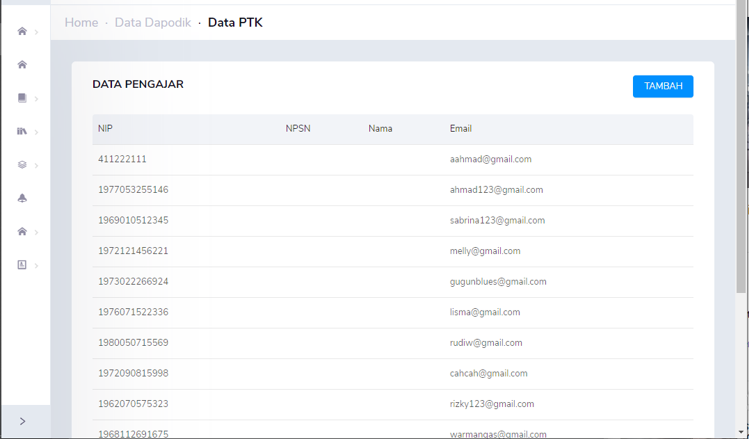 Home · Data Dapodik · Data PTK
DATA PENGAJAR
TAMBAH
NIP NPSN Nama Email
411222111 aahmad@gmail.com
1977053255146 ahmad123@gmail.com
1969010512345 sabrina123@gmail.com
1972121456221 melly@gmail.com
1973022266924 gugunblues@gmail.com
1976071522336 lisma@gmail.com
1980050715569 rudiw@gmail.com
1972090815998 cahcah@gmail.com
1962070575323 rizky123@gmail.com
1968112691675 warmangas@gmail.com